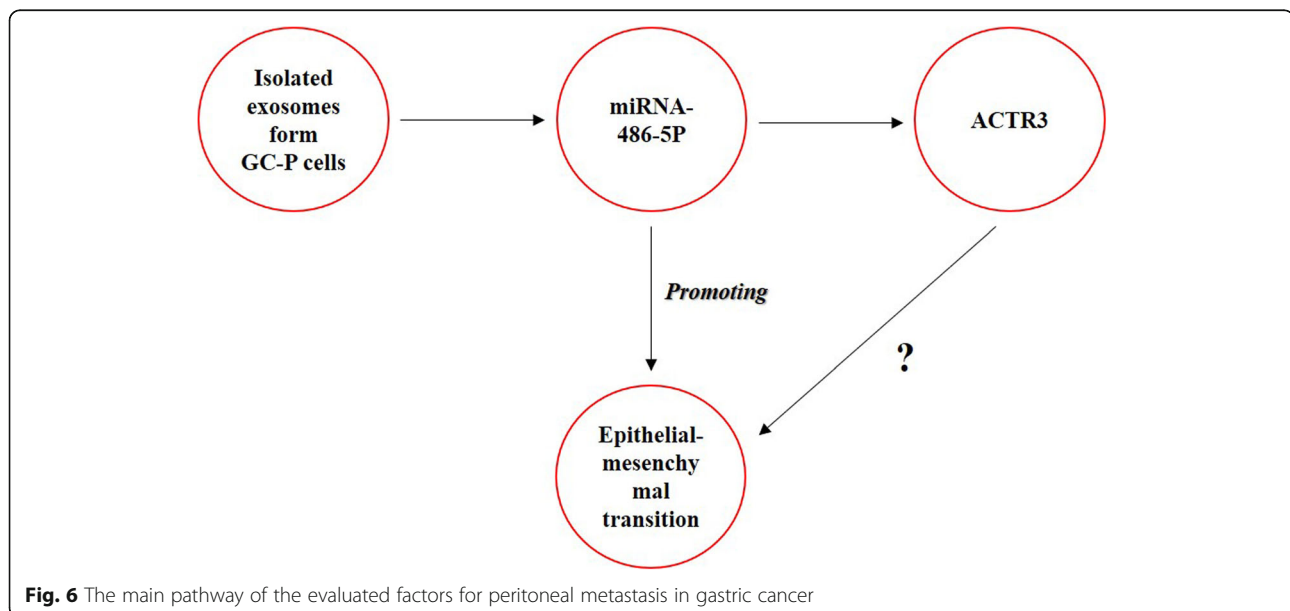 Isolated
exosomes
form
GC-P cells
miRNA-
486-5P
ACTR3
Promoting
?
Epithelial-
mesenchy
mal
transition
Fig. 6 The main pathway of the evaluated factors for peritoneal metastasis in gastric cancer